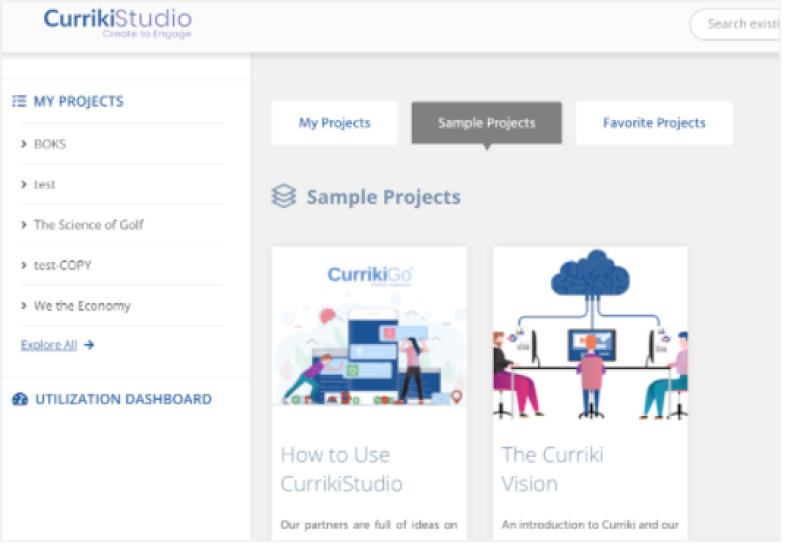 CurrikiStudio
Create to Engage
Search existi
MY PROJECTS
BOKS
test
The Science of Golf
test-COPY
We the Economy
Explore All
UTILIZATION DASHBOARD
My Projects
Sample Projects
Favorite Projects
Sample Projects
CurrikiGo
How to Use
CurrikiStudio
Our partners are full of ideas on
The Curriki
Vision
An introduction to Curriki and our